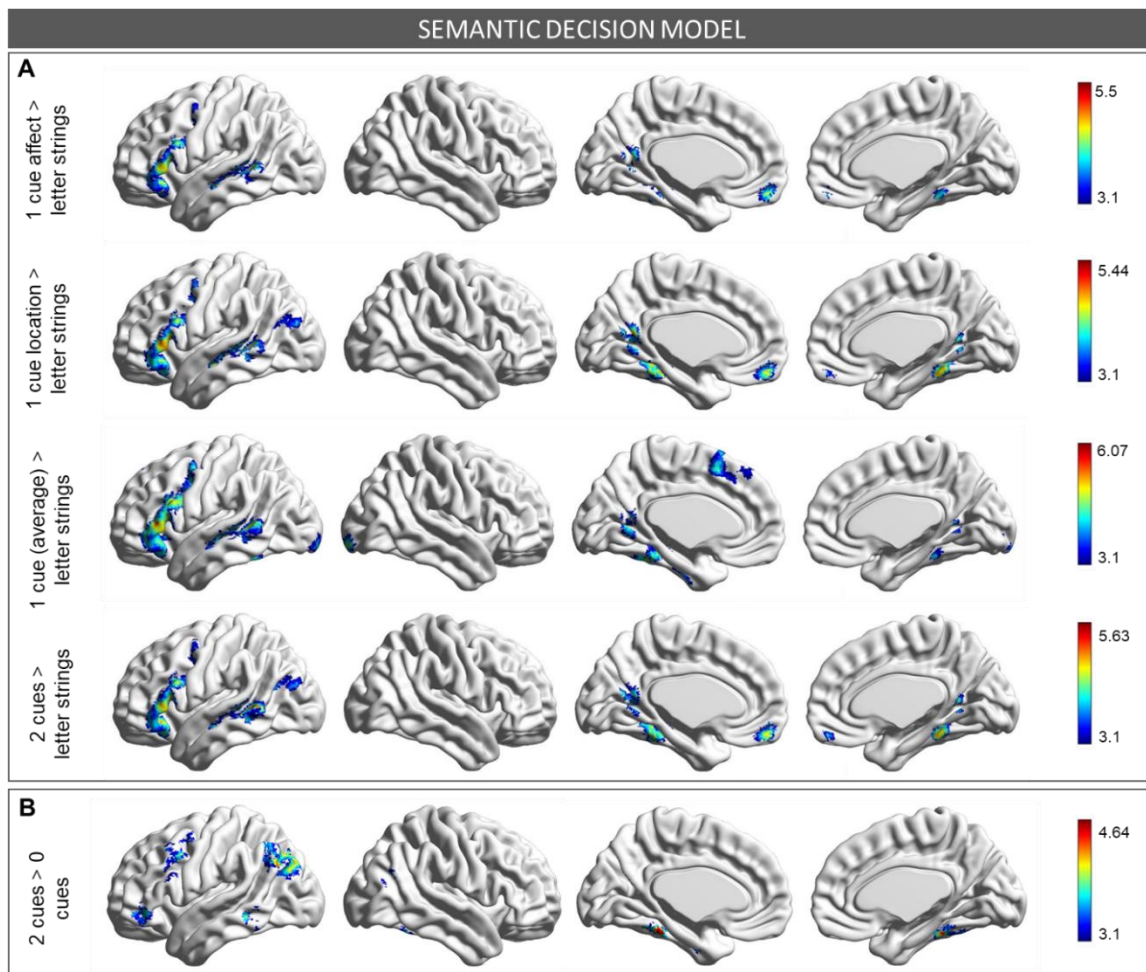 SEMANTIC DECISION MODEL
A
1 cue affect >
letter strings
5.5
3.1
1 cue location >
letter strings
5.44
3.1
1 cue (average) >
letter strings
6.07
3.1
2 cues >
letter strings
5.63
3.1
B
2 cues > 0
cues
4.64
3.1